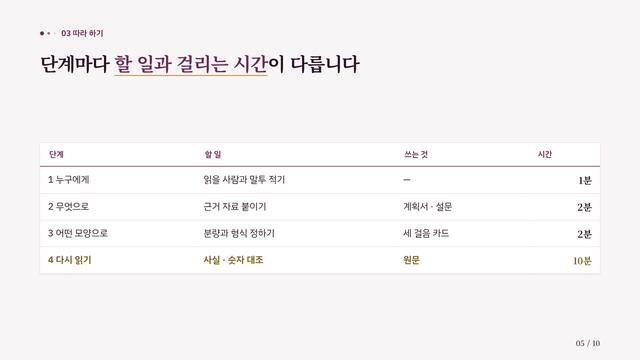 03 따라 하기
단계마다 할 일과 걸리는 시간이 다릅니다
단계 할 일 쓰는 것 시간
1 누구에게 읽을 사람과 말투 적기 — 1분
2 무엇으로 근거 자료 붙이기 계획서 · 설문 2분
3 어떤 모양으로 분량과 형식 정하기 세 걸음 카드 2분
4 다시 읽기 사실 · 숫자 대조 원문 10분
05 / 10